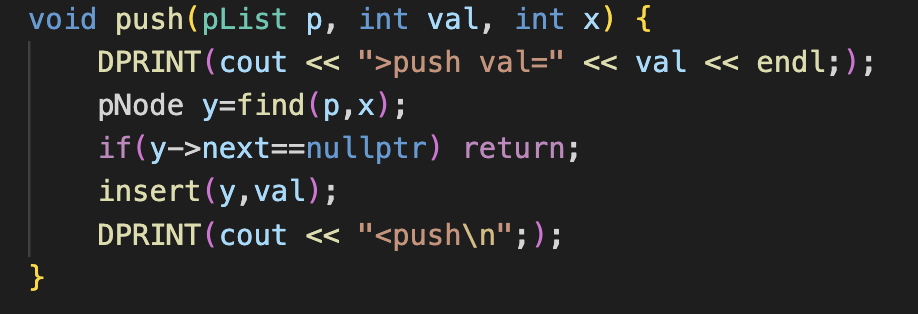 void push(pList p, int val, int x) {
    DPRINT(cout << ">push val=" << val << endl;);
    pNode y=find(p,x);
    if(y->next==nullptr) return;
    insert(y,val);
    DPRINT(cout << "<push\n";);
}